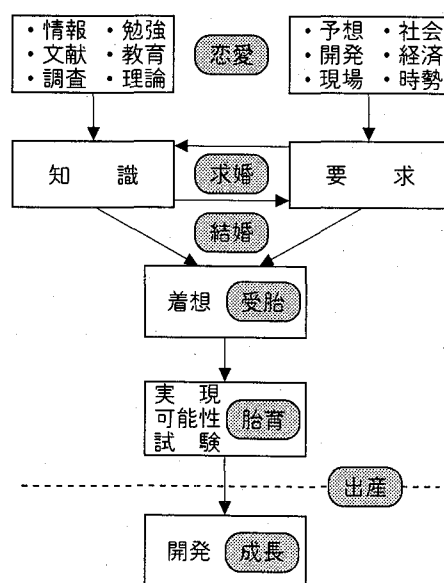 ・情報 ・勉強
・文献 ・教育
・調査 ・理論
恋愛
・予想 ・社会
・開発 ・経済
・現場 ・時勢
知 識
求婚
要 求
結婚
着想
受胎
実 現
可能性
試 験
胎育
出産
開発
成長